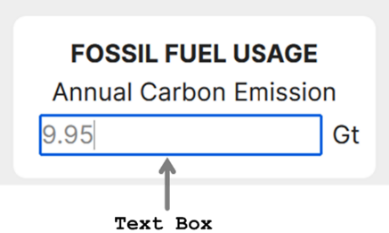 FOSSIL FUEL USAGE
Annual Carbon Emission
9.95 Gt
Text Box